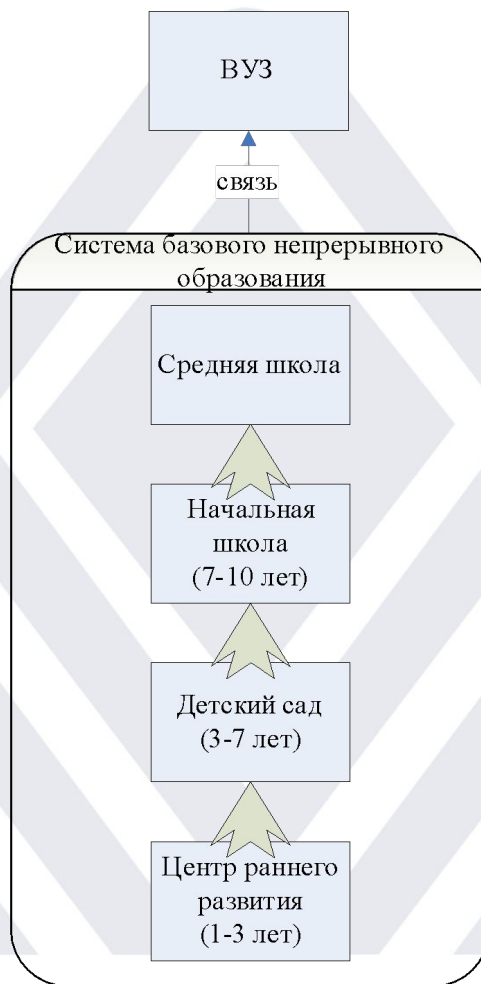 ВУЗ
связь
Система базового непрерывного
образования
Средняя школа
Начальная
школа
(7-10 лет)
Детский сад
(3-7 лет)
Центр раннего
развития
(1-3 лет)